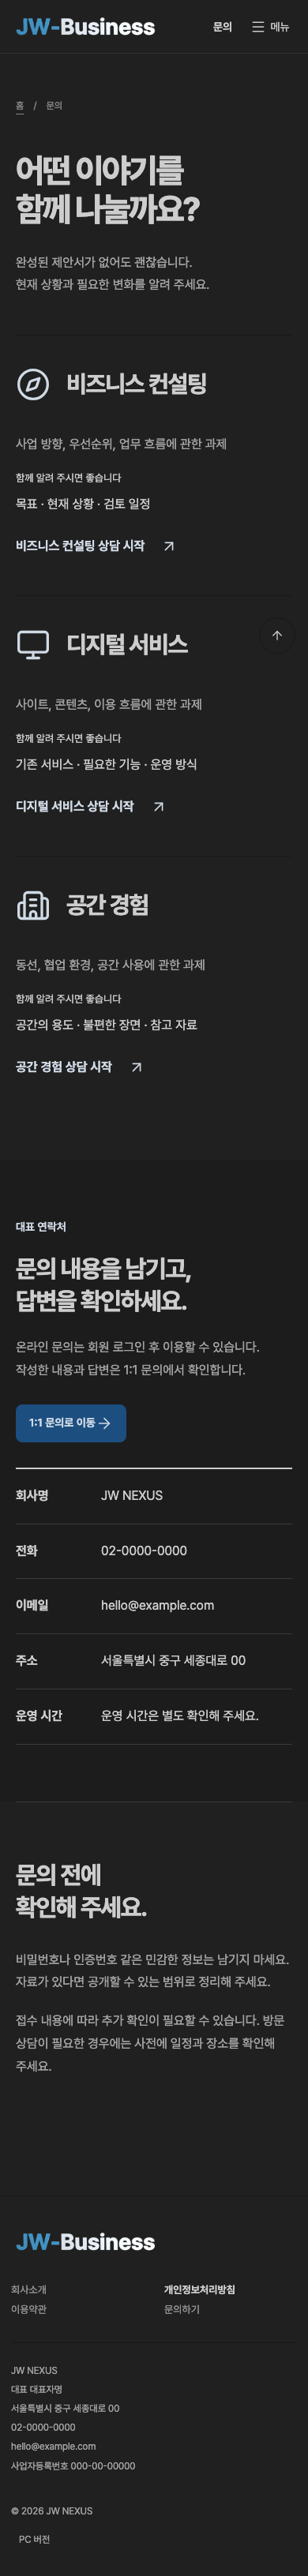 JW-Business
문의
메뉴
홈 / 문의
어떤 이야기를
함께 나눌까요?
완성된 제안서가 없어도 괜찮습니다.
현재 상황과 필요한 변화를 알려 주세요.
비즈니스 컨설팅
사업 방향, 우선순위, 업무 흐름에 관한 과제
함께 알려 주시면 좋습니다
목표 · 현재 상황 · 검토 일정
비즈니스 컨설팅 상담 시작
디지털 서비스
사이트, 콘텐츠, 이용 흐름에 관한 과제
함께 알려 주시면 좋습니다
기존 서비스 · 필요한 기능 · 운영 방식
디지털 서비스 상담 시작
공간 경험
동선, 협업 환경, 공간 사용에 관한 과제
함께 알려 주시면 좋습니다
공간의 용도 · 불편한 장면 · 참고 자료
공간 경험 상담 시작
대표 연락처
문의 내용을 남기고,
답변을 확인하세요.
온라인 문의는 회원 로그인 후 이용할 수 있습니다.
작성한 내용과 답변은 1:1 문의에서 확인합니다.
1:1 문의로 이동
회사명 JW NEXUS
전화 02-0000-0000
이메일 hello@example.com
주소 서울특별시 중구 세종대로 00
운영 시간 운영 시간은 별도 확인해 주세요.
문의 전에
확인해 주세요.
비밀번호나 인증번호 같은 민감한 정보는 남기지 마세요.
자료가 있다면 공개할 수 있는 범위로 정리해 주세요.
접수 내용에 따라 추가 확인이 필요할 수 있습니다. 방문
상담이 필요한 경우에는 사전에 일정과 장소를 확인해
주세요.
JW-Business
회사소개 개인정보처리방침
이용약관 문의하기
JW NEXUS
대표 대표자명
서울특별시 중구 세종대로 00
02-0000-0000
hello@example.com
사업자등록번호 000-00-00000
© 2026 JW NEXUS
PC 버전